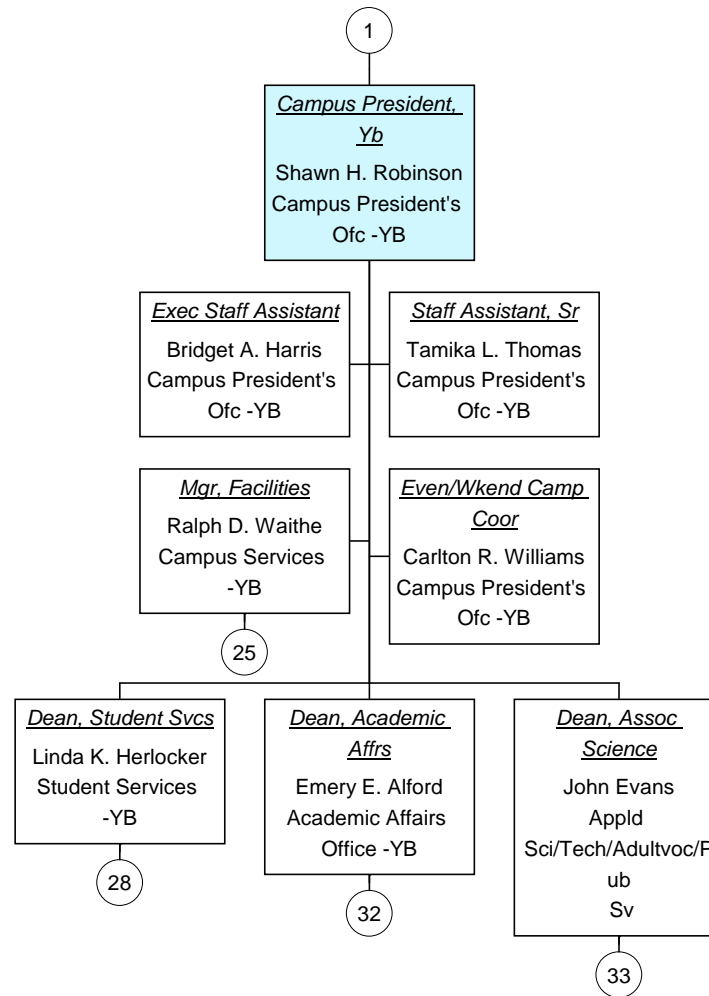 1
Campus President,
Yb
Shawn H. Robinson
Campus President's
Ofc -YB
Exec Staff Assistant
Bridget A. Harris
Campus President's
Ofc -YB
Staff Assistant, Sr
Tamika L. Thomas
Campus President's
Ofc -YB
Mgr, Facilities
Ralph D. Waithe
Campus Services
-YB
25
Even/Wkend Camp
Coor
Carlton R. Williams
Campus President's
Ofc -YB
Dean, Student Svcs
Linda K. Herlocker
Student Services
-YB
28
Dean, Academic
Affrs
Emery E. Alford
Academic Affairs
Office -YB
32
Dean, Assoc
Science
John Evans
Appld
Sci/Tech/Adultvoc/P
ub
Sv
33